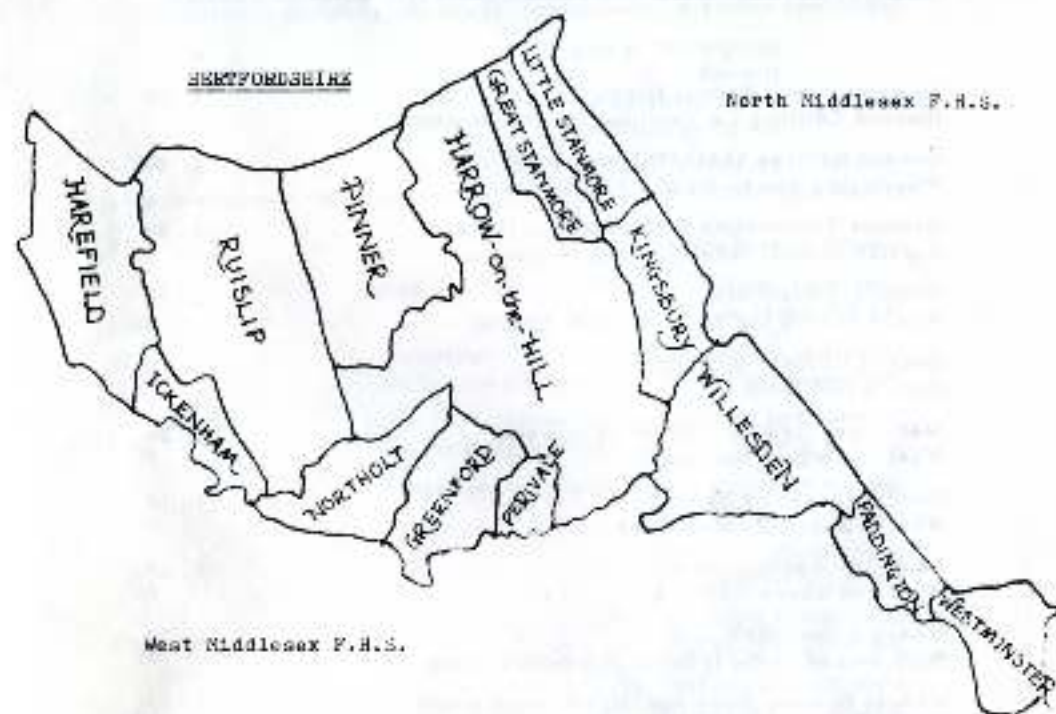 HERTFORDSHIRE
North Middlesex F.H.S.
LITTLE STANMORE
GREAT STANMORE
HAREFIELD
RUISLIP
PINNER
HARROW-on-the-HILL
KINGSBURY
ICKENHAM
NORTHOLT
GREENFORD
PERIVALE
WILLESDEN
PADDINGTON
WESTMINSTER
West Middlesex F.H.S.